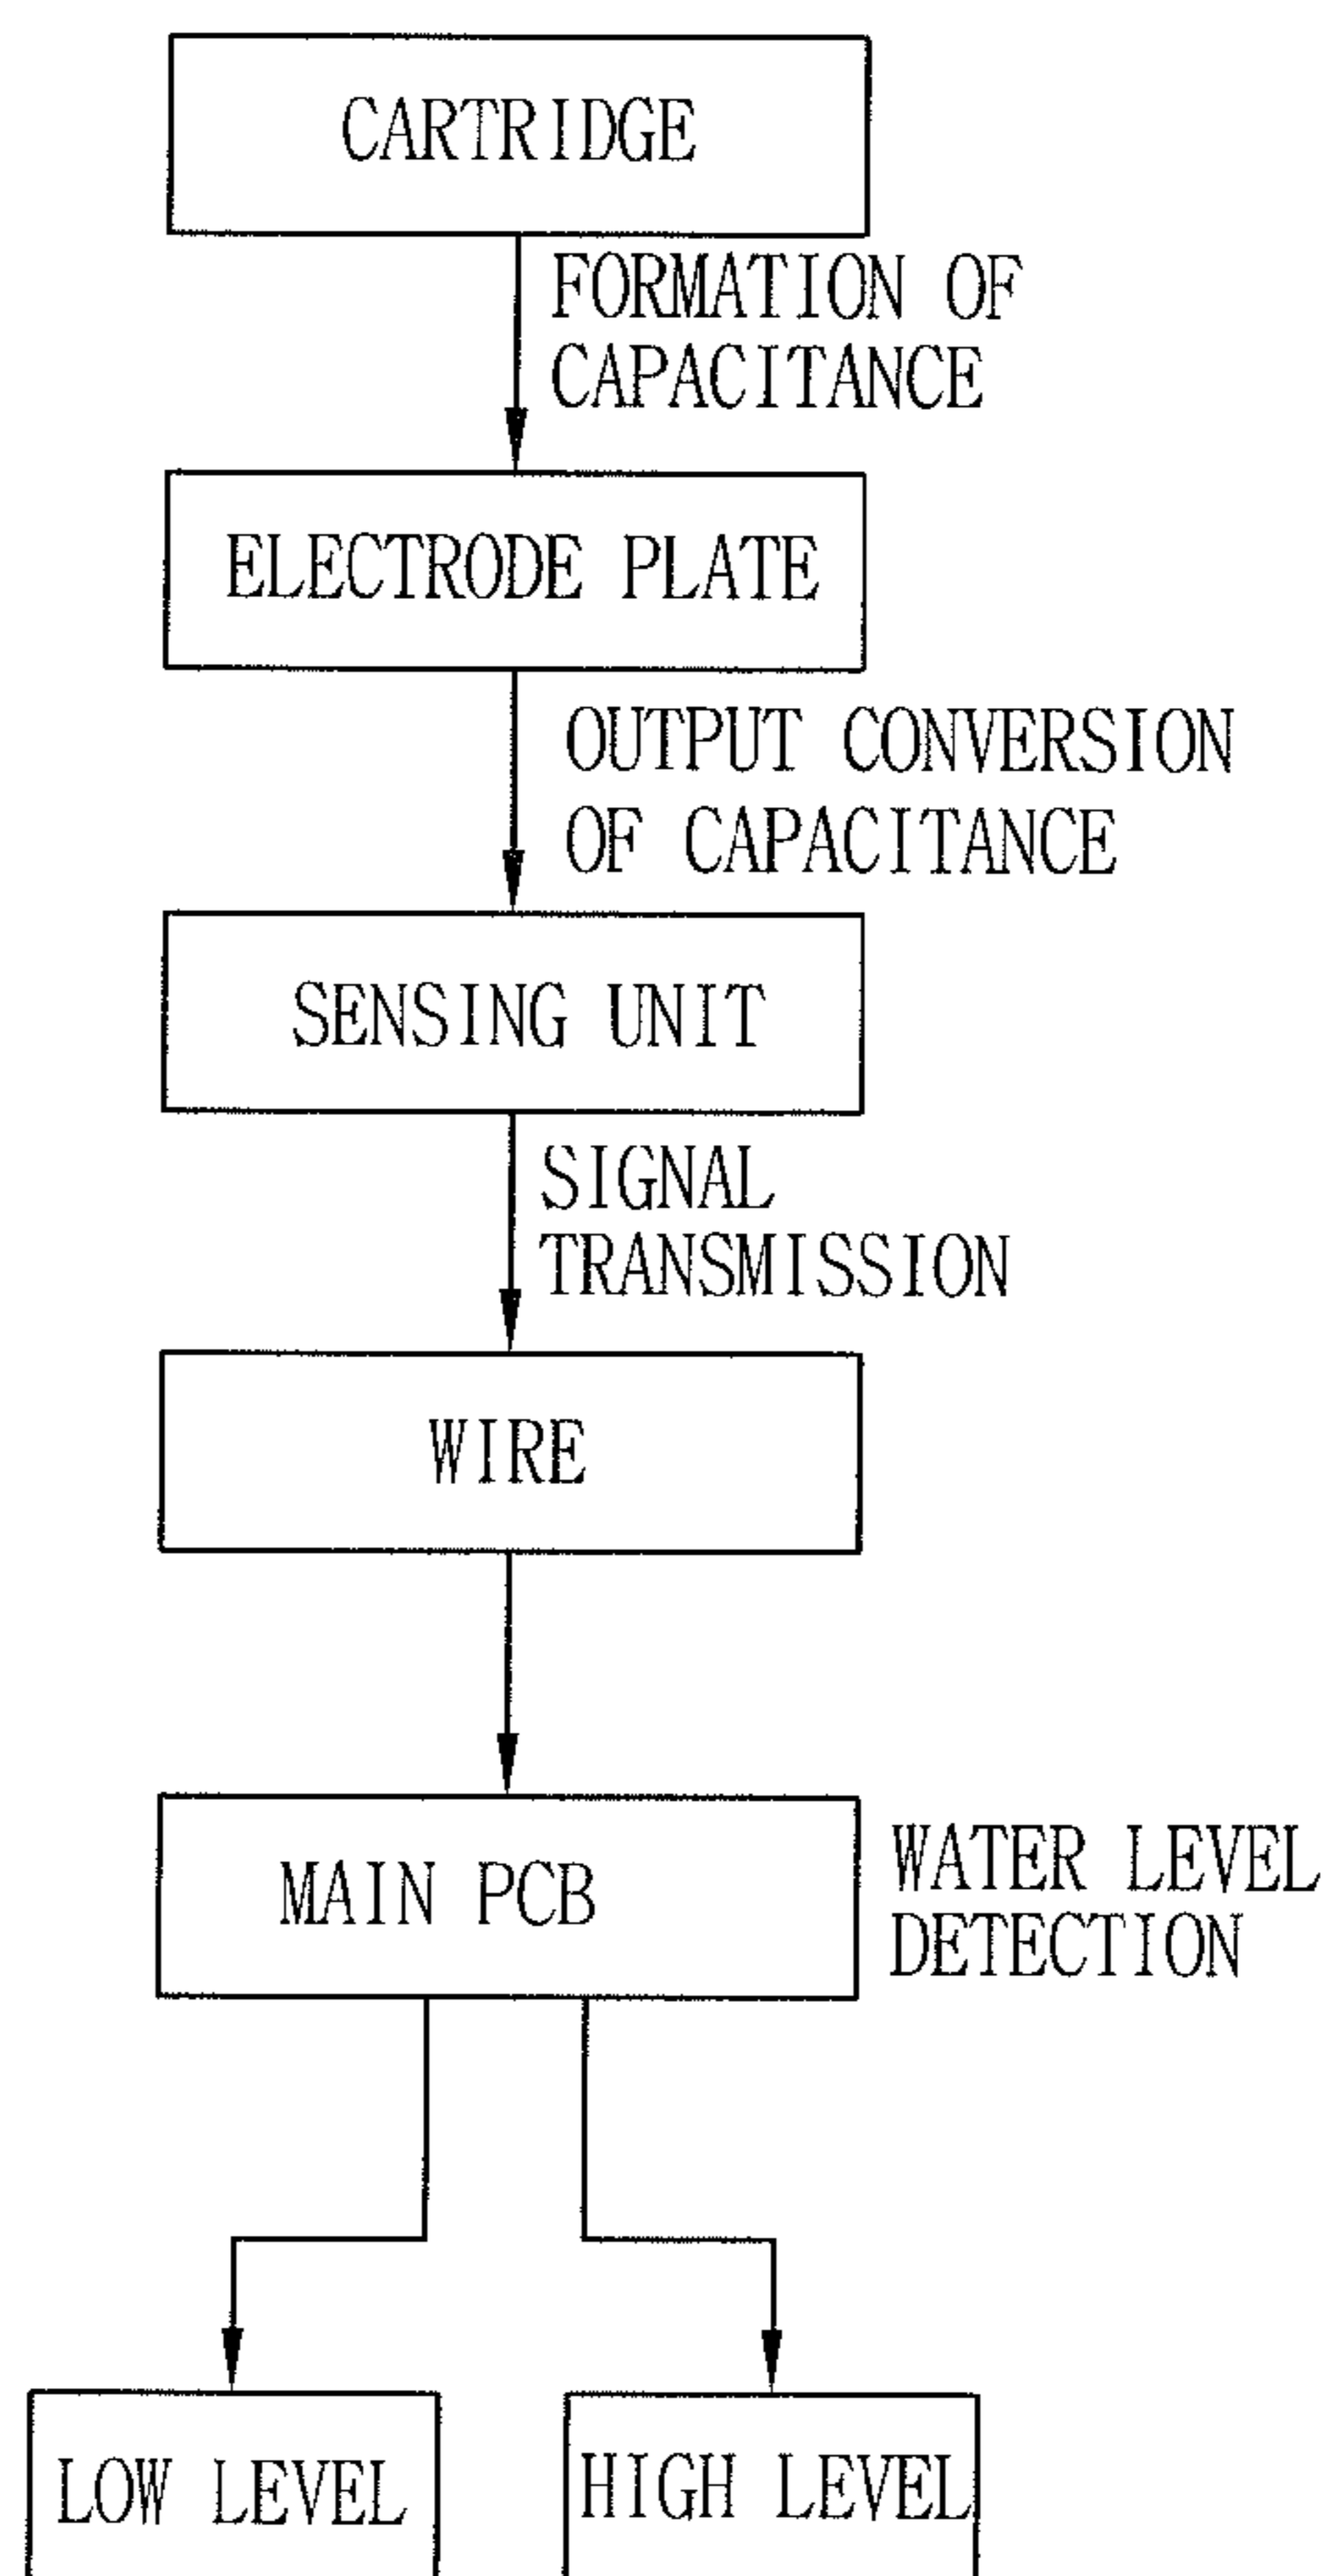 CARTRIDGE
FORMATION OF
CAPACITANCE
ELECTRODE PLATE
OUTPUT CONVERSION
OF CAPACITANCE
SENSING UNIT
SIGNAL
TRANSMISSION
WIRE
MAIN PCB
WATER LEVEL
DETECTION
LOW LEVEL
HIGH LEVEL